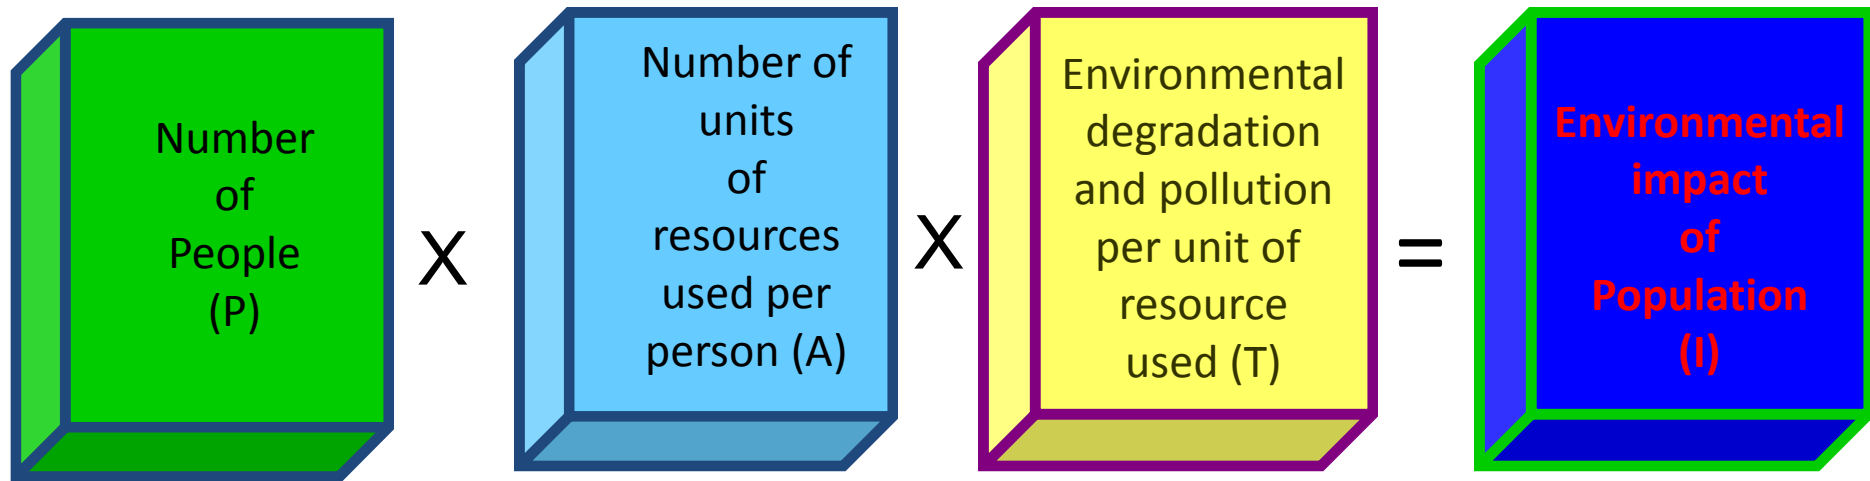 Number
of
People
(P)
X
Number of
units
of
resources
used per
person (A)
X
Environmental
degradation
and pollution
per unit of
resource
used (T)
=
Environmental
impact
of
Population
(I)